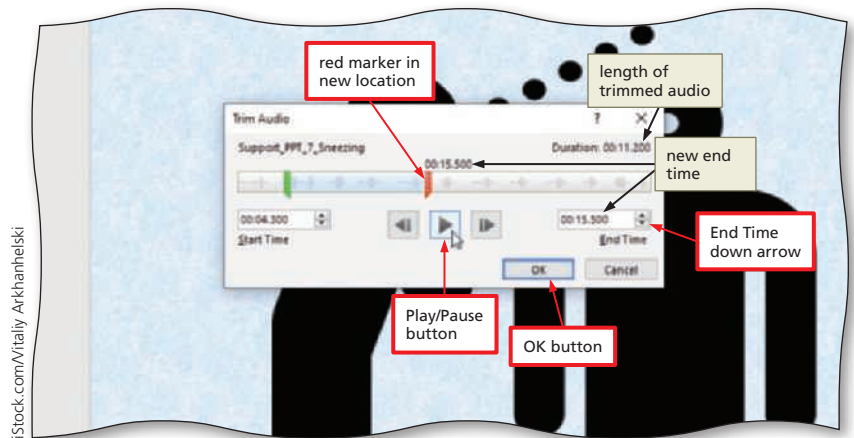 red marker in
new location
length of
trimmed audio
Trim Audio
?
Support_PPT_7_Sneezing
Duration: 00:11.200
00:15.500
new end
time
00:04.300
Start Time
00:15.500
End Time
End Time
down arrow
OK
Cancel
Play/Pause
button
OK button
iStock.com/Vitaliy Arkhanhelski